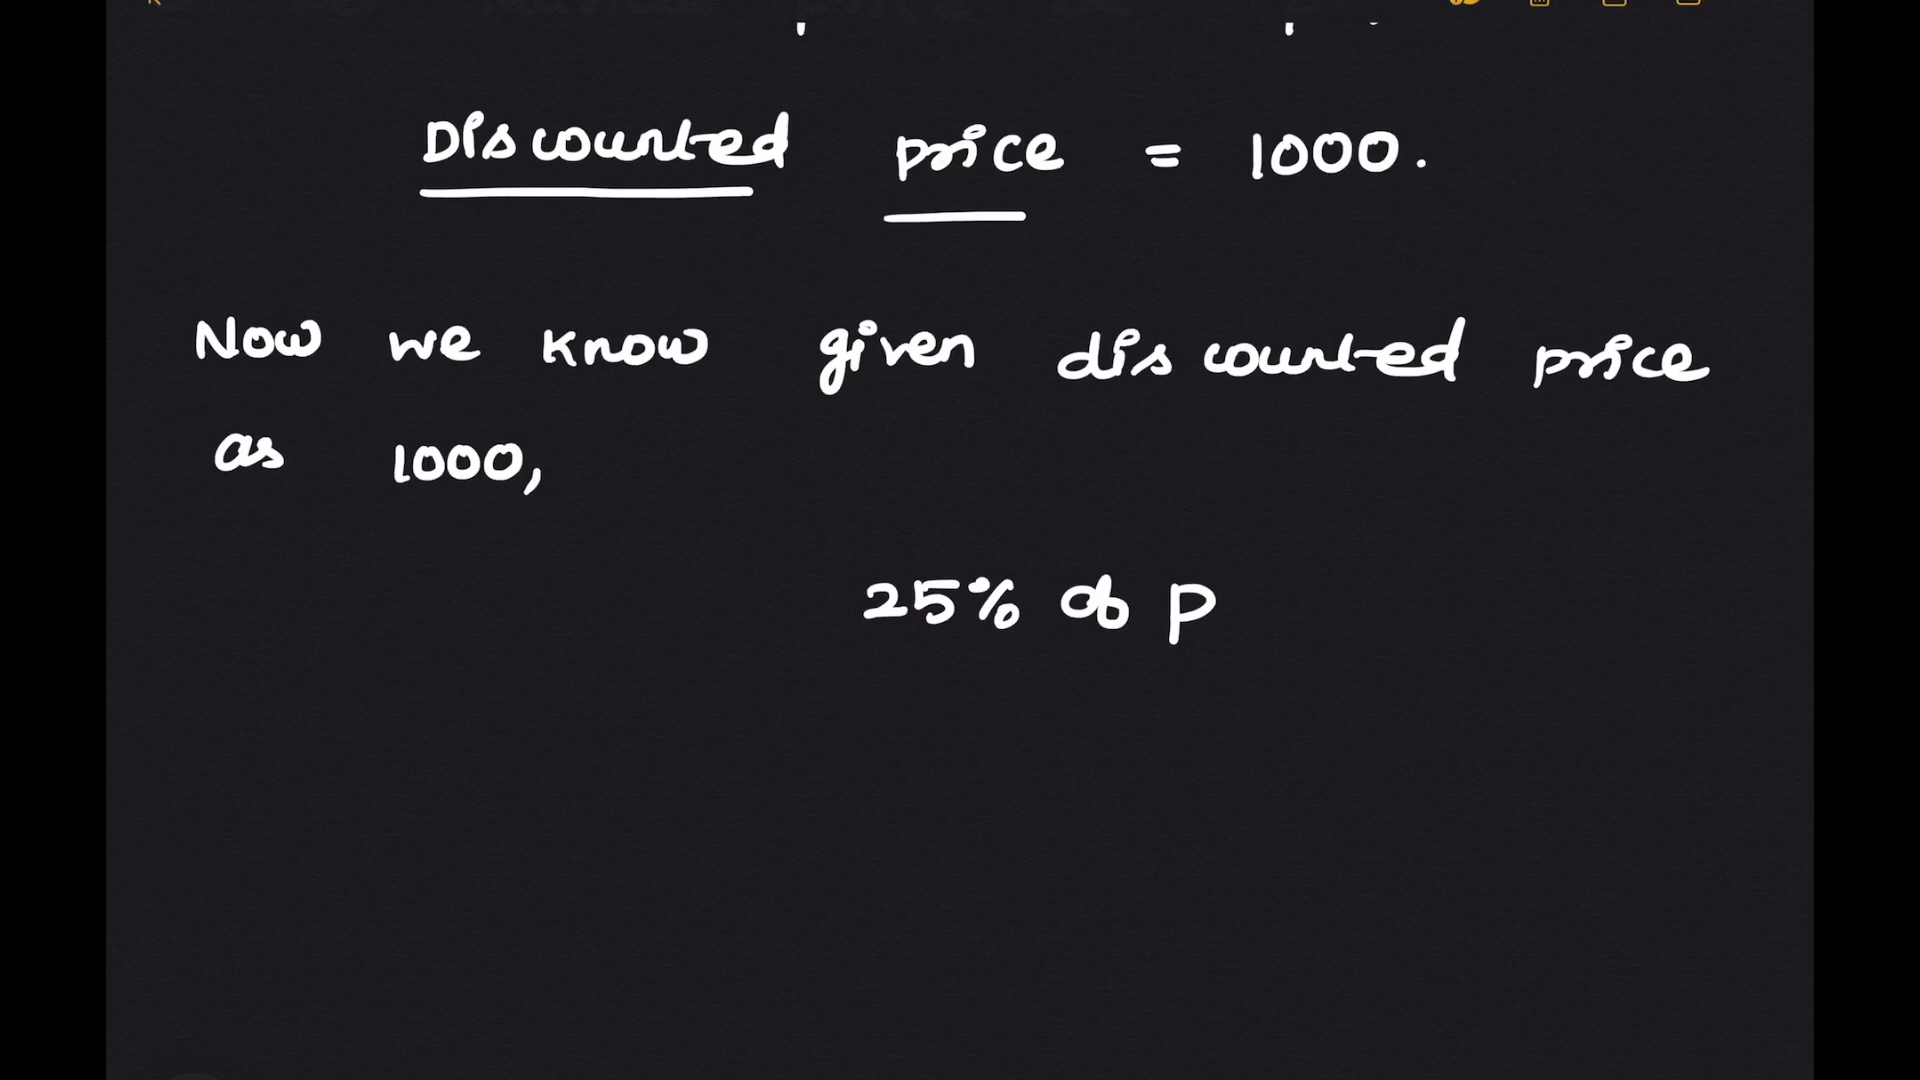 Discounted price = 1000.
Now we know given discounted price
as 1000,
25% of P